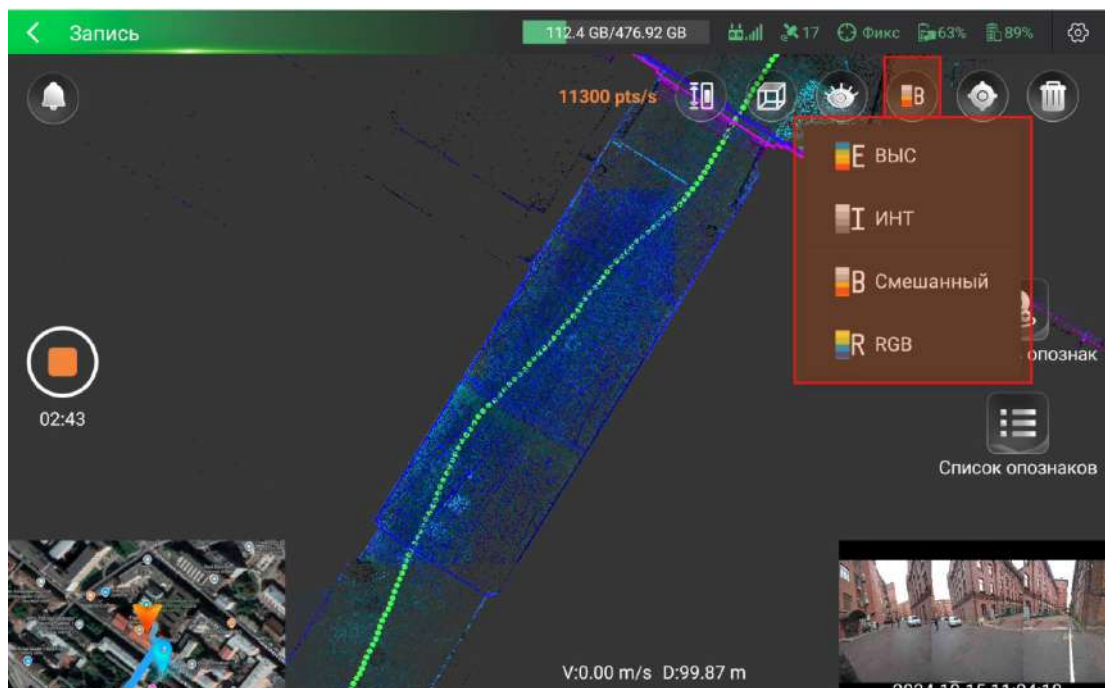 Запись
112.4 GB/476.92 GB
17
Фикс
63%
89%
11300 pts/s
B
E ВЫС
I ИНТ
B Смешанный
R RGB
опознак
02:43
Список опознаков
V:0.00 m/s D:99.87 m